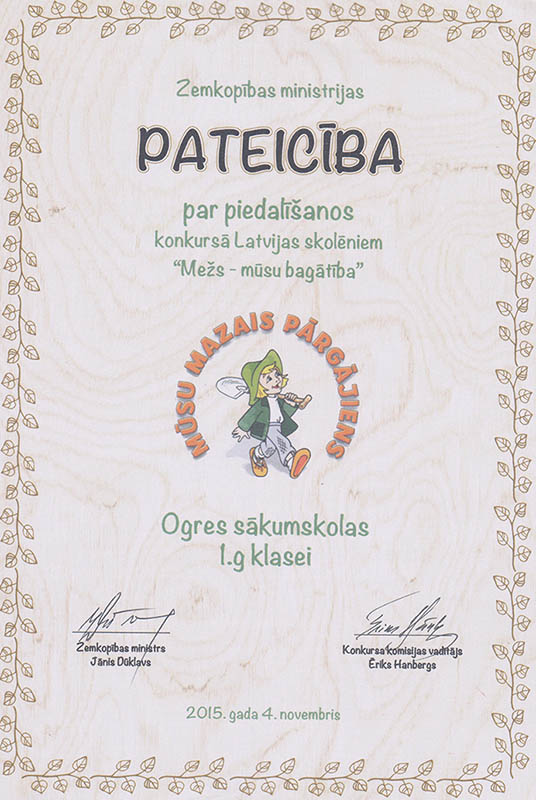 Zemkopības ministrijas
PATEICĪBA
par piedalīšanos
konkursā Latvijas skolēniem
"Mežs - mūsu bagātība"
MŪSU MAZAIS PĀRGĀJIENS
Ogres sākumskolas
1.g klasei
Zemkopības ministrs
Jānis Dūklavs
Konkursa komisijas vadītājs
Ēriks Hanbergs
2015. gada 4. novembris